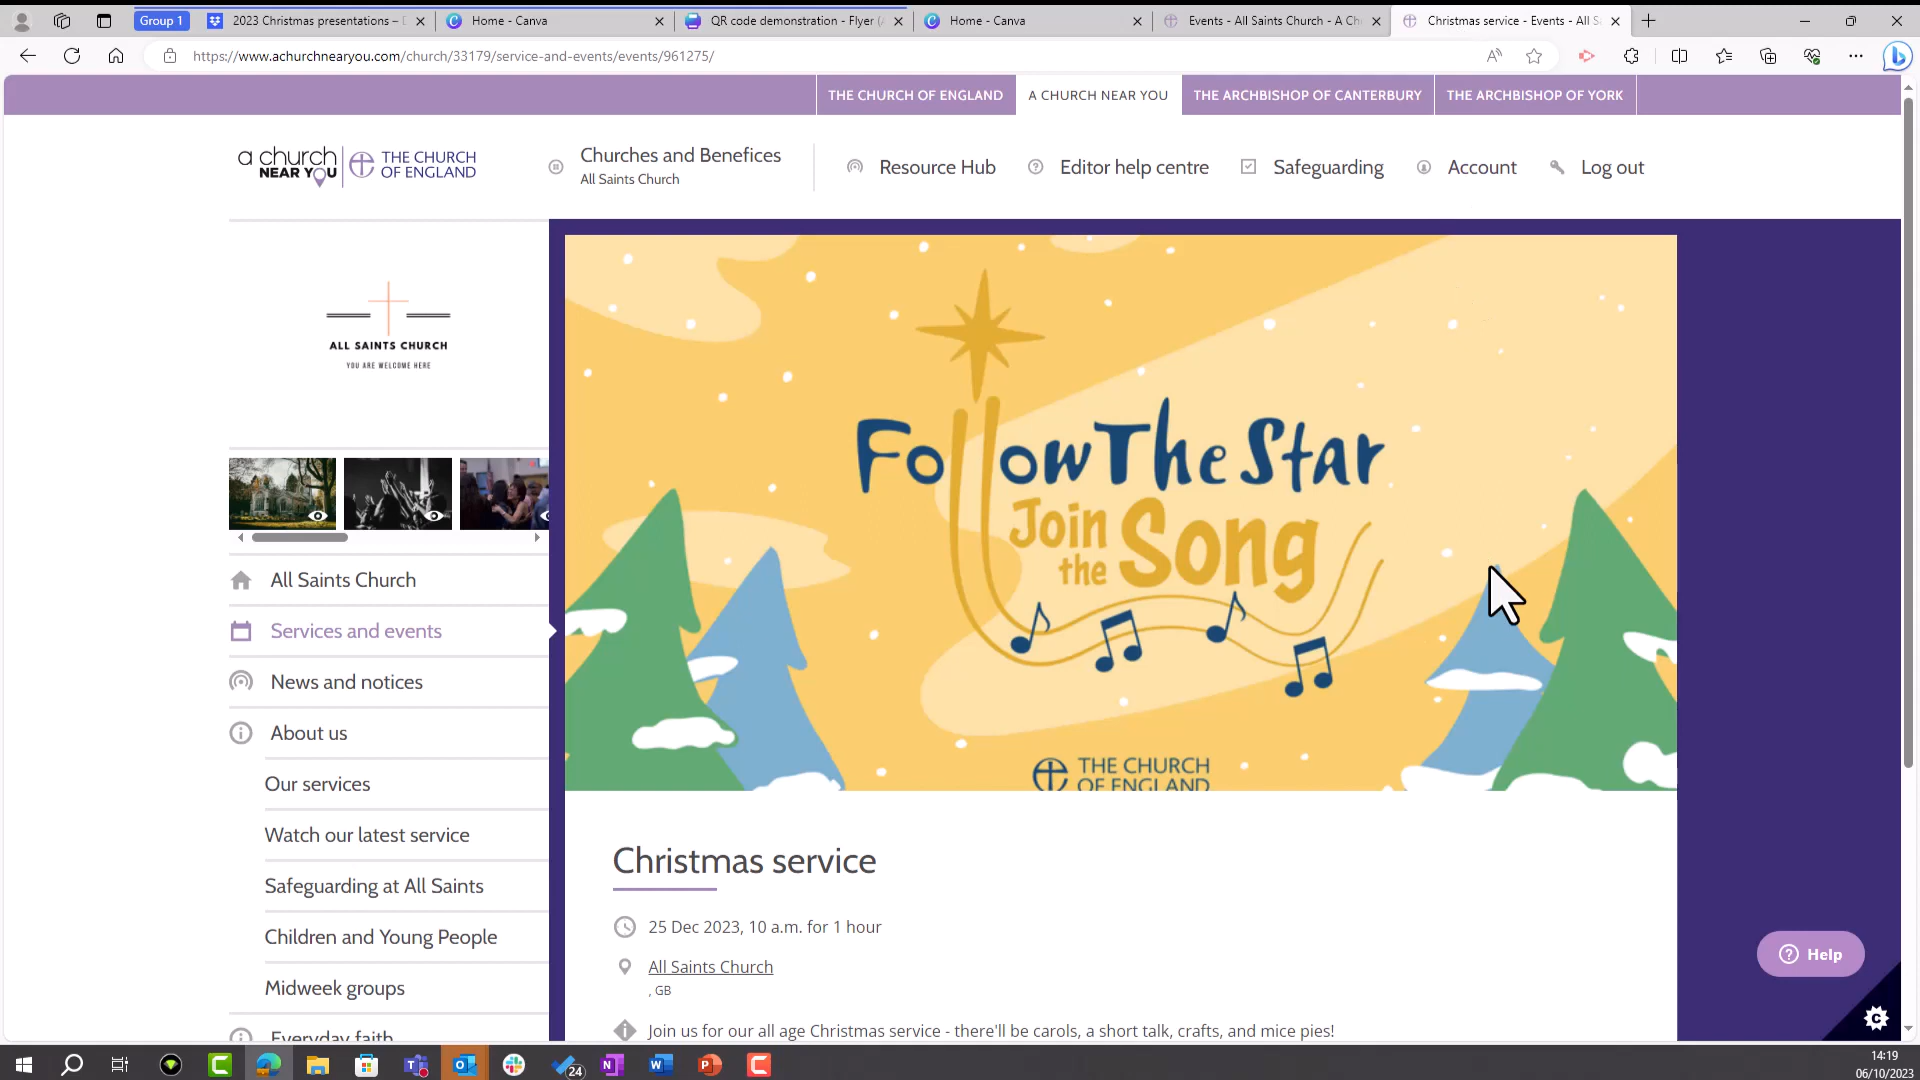 Group 1
2023 Christmas presentations –
Home - Canva
QR code demonstration - Flyer (
Home - Canva
Events - All Saints Church - A Ch
Christmas service - Events - All S
https://www.achurchnearyou.com/church/33179/service-and-events/events/961275/
THE CHURCH OF ENGLAND
A CHURCH NEAR YOU
THE ARCHBISHOP OF CANTERBURY
THE ARCHBISHOP OF YORK
a church
NEAR YOU
THE CHURCH
OF ENGLAND
Churches and Benefices
All Saints Church
Resource Hub
Editor help centre
Safeguarding
Account
Log out
ALL SAINTS CHURCH
YOU ARE WELCOME HERE
Follow The Star
Join
the
Song
THE CHURCH
OF ENGLAND
All Saints Church
Services and events
News and notices
About us
Our services
Watch our latest service
Safeguarding at All Saints
Children and Young People
Midweek groups
Everyday faith
Christmas service
25 Dec 2023, 10 a.m. for 1 hour
All Saints Church
, GB
Join us for our all age Christmas service - there'll be carols, a short talk, crafts, and mice pies!
Help
24
14:19
06/10/2023